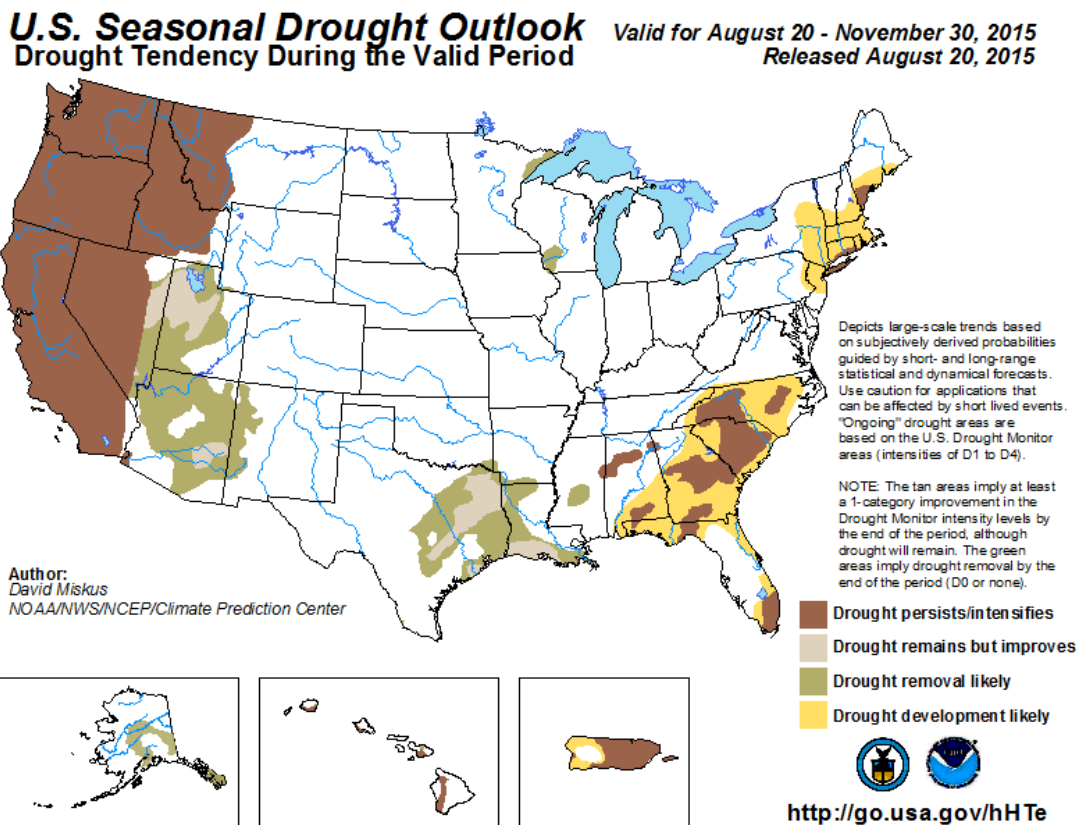 U.S. Seasonal Drought Outlook
Drought Tendency During the Valid Period
Valid for August 20 - November 30, 2015
Released August 20, 2015
Depicts large-scale trends based
on subjectively derived probabilities
guided by short- and long-range
statistical and dynamical forecasts.
Use caution for applications that
can be affected by short lived events.
"Ongoing" drought areas are
based on the U.S. Drought Monitor
areas (intensities of D1 to D4).
NOTE: The tan areas imply at least
a 1-category improvement in the
Drought Monitor intensity levels by
the end of the period, although
drought will remain. The green
areas imply drought removal by the
end of the period (D0 or none).
Author:
David Miskus
NOAA/NWS/NCEP/Climate Prediction Center
Drought persists/intensifies
Drought remains but improves
Drought removal likely
Drought development likely
http://go.usa.gov/hHTe